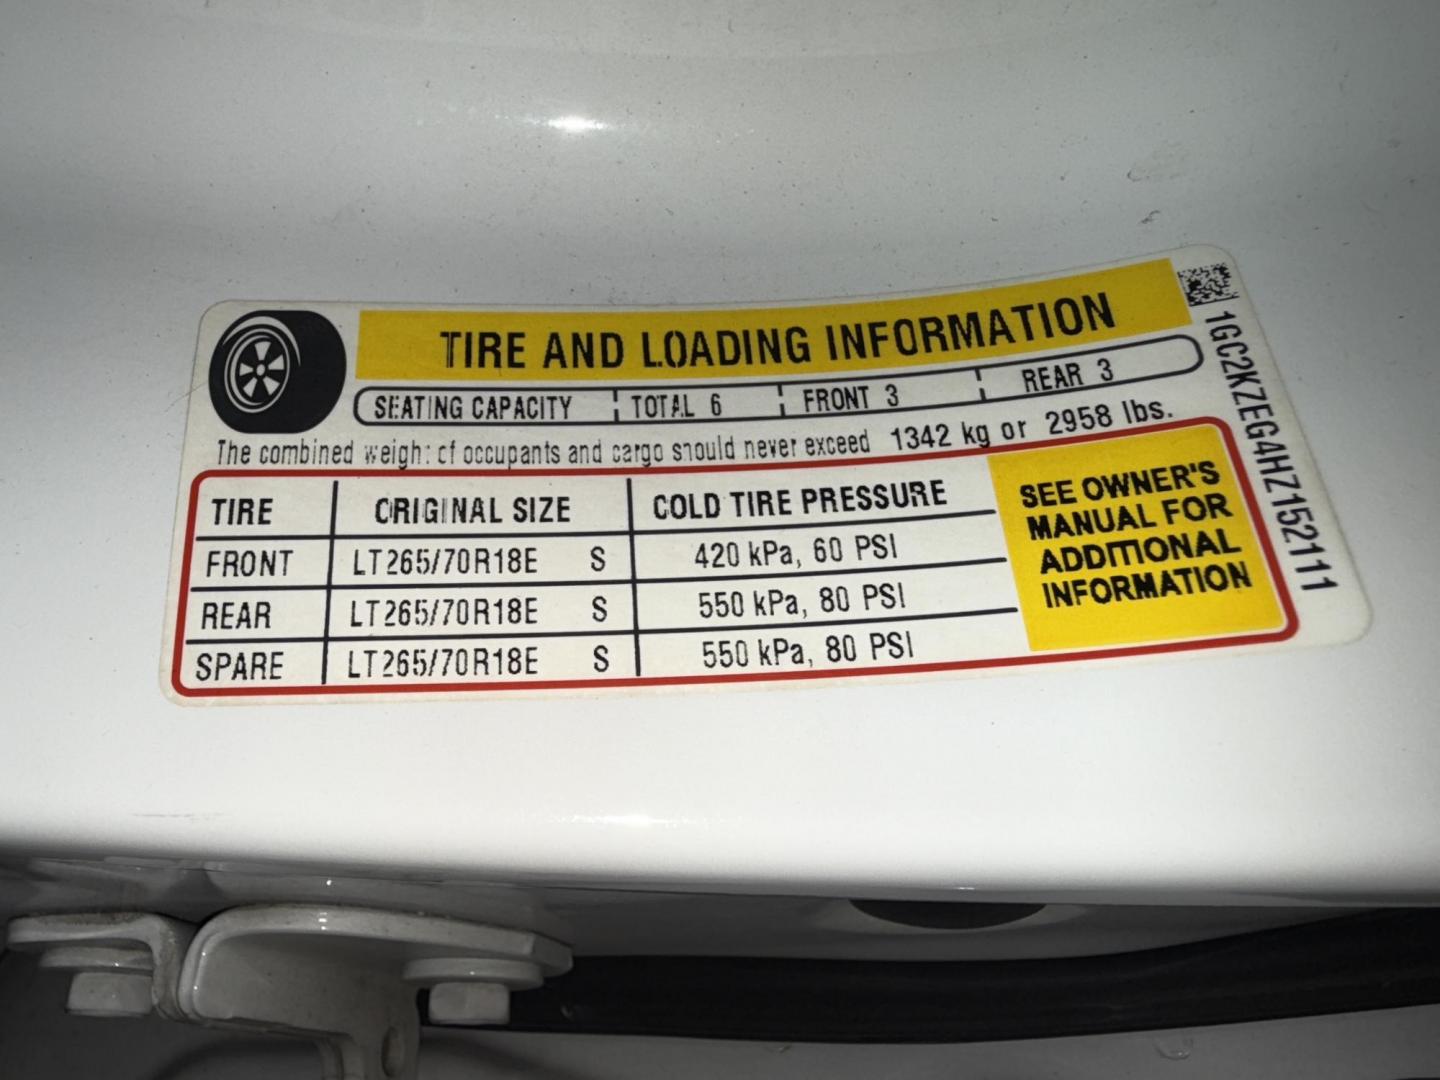 TIRE AND LOADING INFORMATION
SEATING CAPACITY TOTAL 6 FRONT 3 REAR 3
The combined weight of occupants and cargo should never exceed 1342 kg or 2958 lbs.
TIRE ORIGINAL SIZE COLD TIRE PRESSURE
FRONT LT265/70R18E S 420 kPa, 60 PSI
REAR LT265/70R18E S 550 kPa, 80 PSI
SPARE LT265/70R18E S 550 kPa, 80 PSI
SEE OWNER'S
MANUAL FOR
ADDITIONAL
INFORMATION
1GC2KZEG4HZ152111